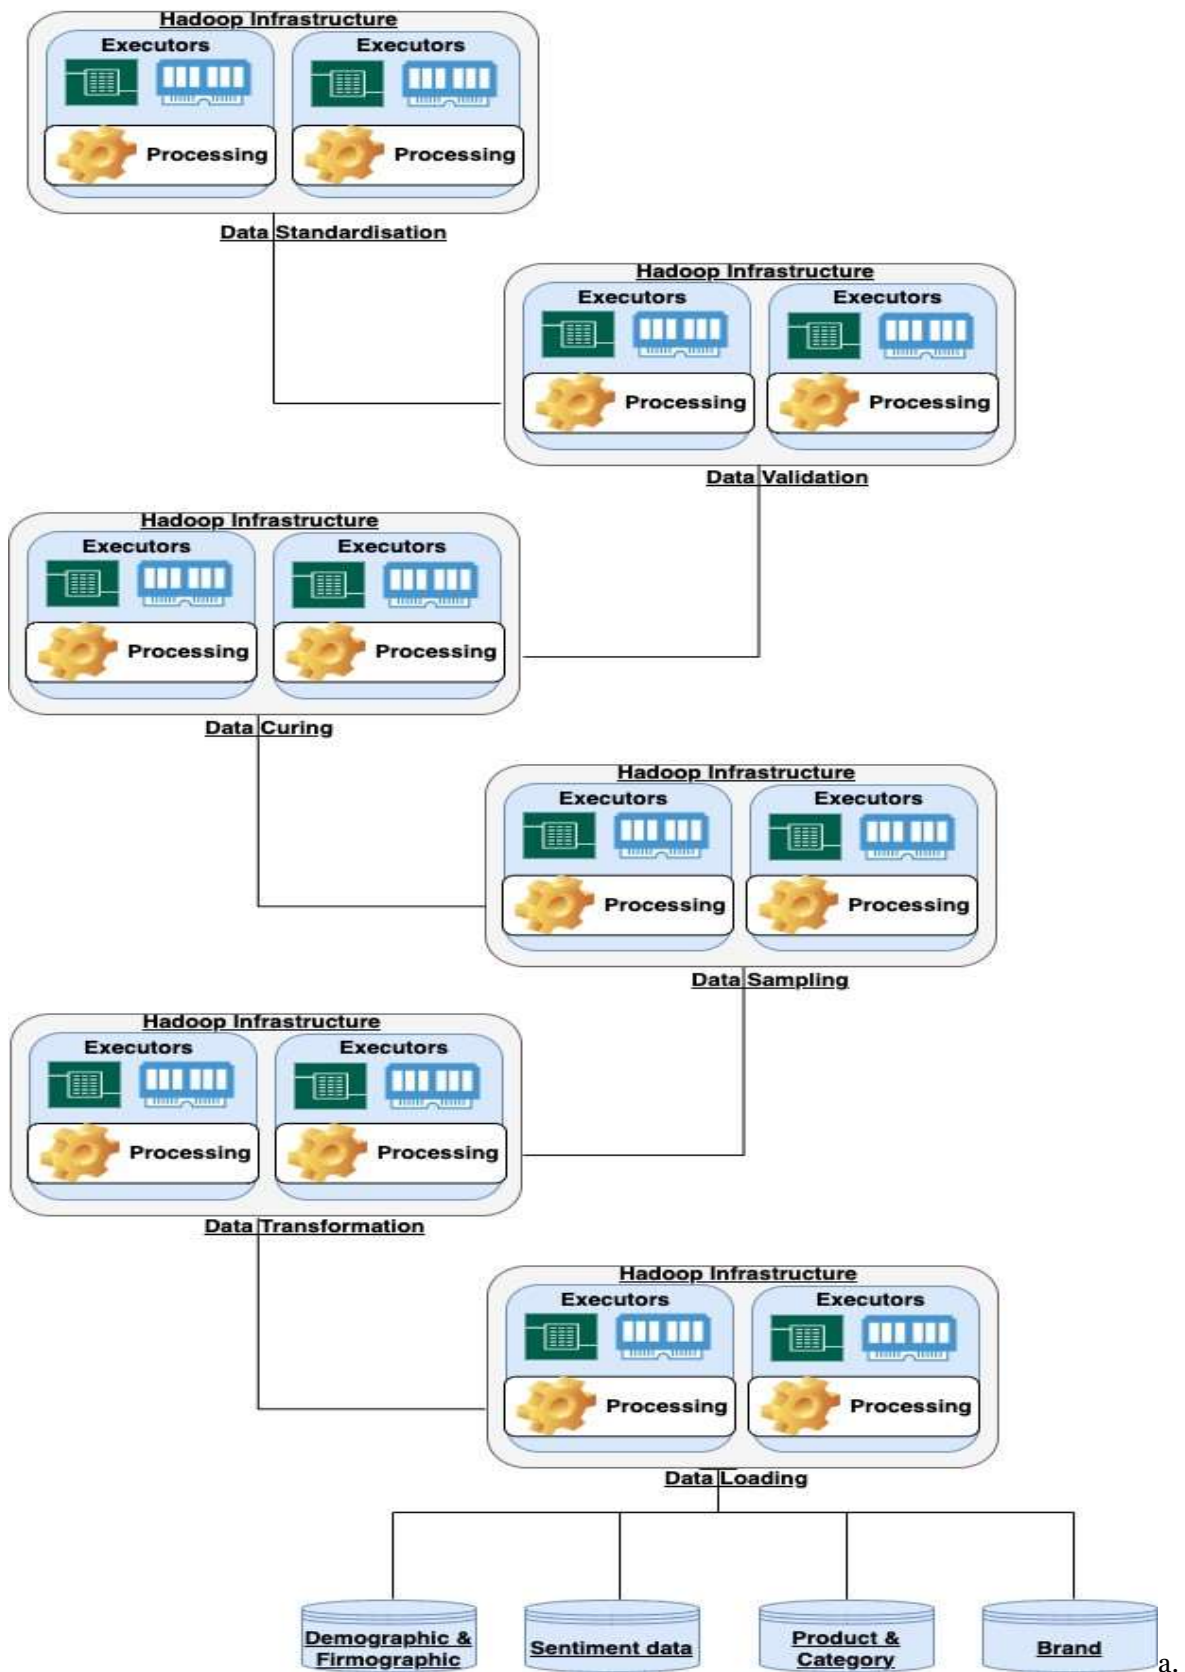 Hadoop Infrastructure
Executors Executors
Processing Processing
Data Standardisation
Hadoop Infrastructure
Executors Executors
Processing Processing
Data Validation
Hadoop Infrastructure
Executors Executors
Processing Processing
Data Curing
Hadoop Infrastructure
Executors Executors
Processing Processing
Data Sampling
Hadoop Infrastructure
Executors Executors
Processing Processing
Data Transformation
Hadoop Infrastructure
Executors Executors
Processing Processing
Data Loading
Demographic &
Firmographic
Sentiment data
Product &
Category
Brand
a.